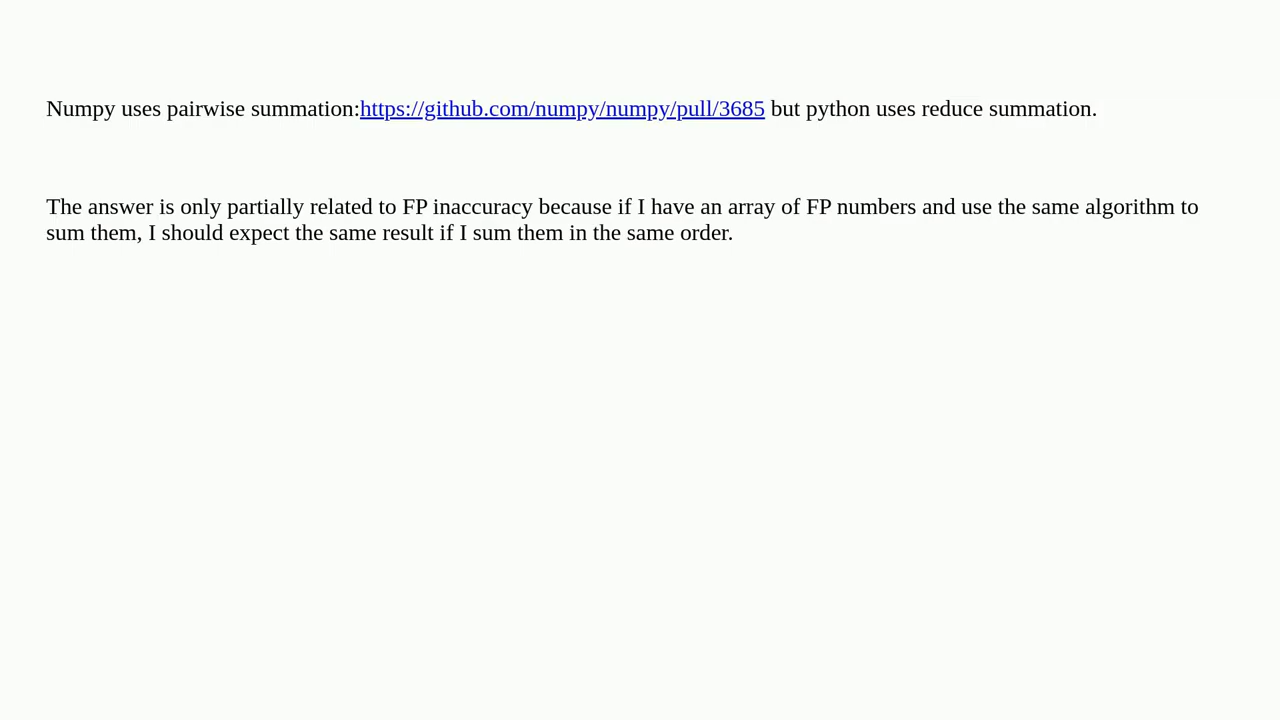 Numpy uses pairwise summation:https://github.com/numpy/numpy/pull/3685 but python uses reduce summation.
The answer is only partially related to FP inaccuracy because if I have an array of FP numbers and use the same algorithm to
sum them, I should expect the same result if I sum them in the same order.